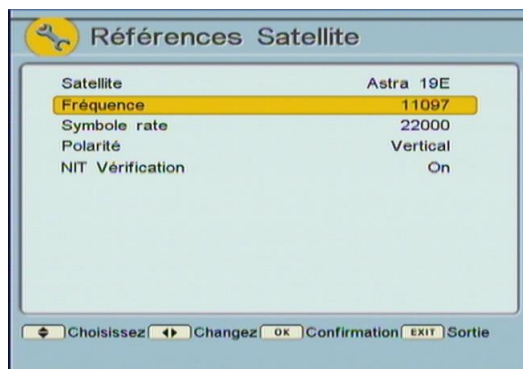 Références Satellite
Satellite Astra 19E
Fréquence 11097
Symbole rate 22000
Polarité Vertical
NIT Vérification On
Choisissez Changez OK Confirmation EXIT Sortie